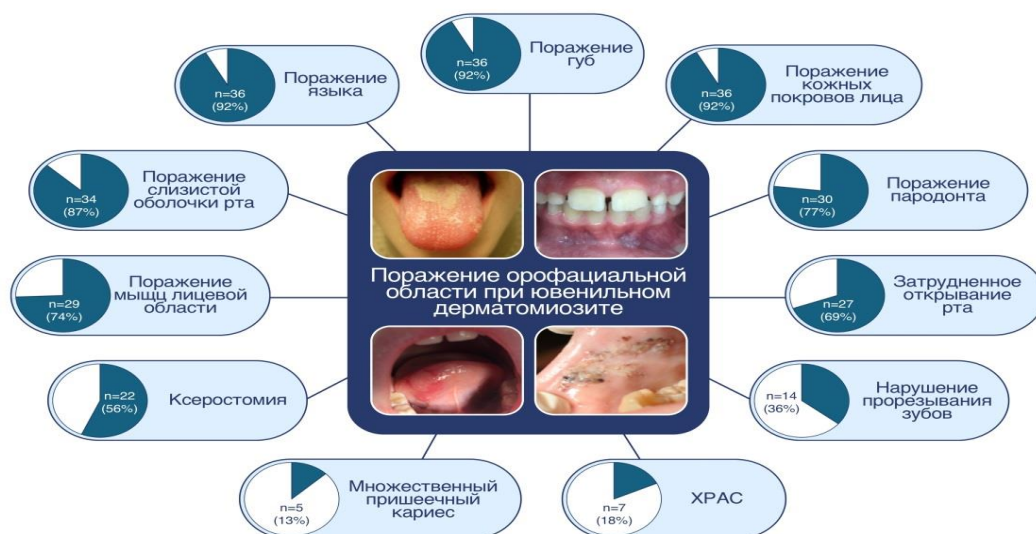 n=36
(92%)
Поражение
языка
n=36
(92%)
Поражение
губ
n=36
(92%)
Поражение
кожных
покровов лица
n=34
(87%)
Поражение
слизистой
оболочки рта
n=30
(77%)
Поражение
пародонта
Поражение орофациальной
области при ювенильном
дерматомиозите
n=29
(74%)
Поражение
мышц лицевой
области
n=27
(69%)
Затрудненное
открывание
рта
n=22
(56%)
Ксеростомия
n=14
(36%)
Нарушение
прорезывания
зубов
n=5
(13%)
Множественный
пришеечный
кариес
n=7
(18%)
ХРАС